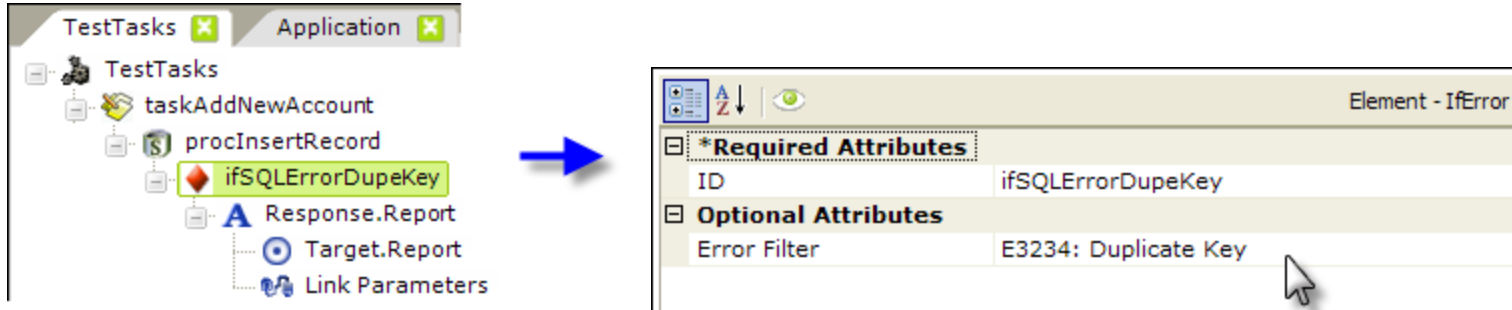 TestTasks
Application
TestTasks
taskAddNewAccount
procInsertRecord
ifSQLErrorDupeKey
A Response.Report
Target.Report
Link Parameters
A Z
Element - IfError
*Required Attributes
ID ifSQLErrorDupeKey
Optional Attributes
Error Filter E3234: Duplicate Key